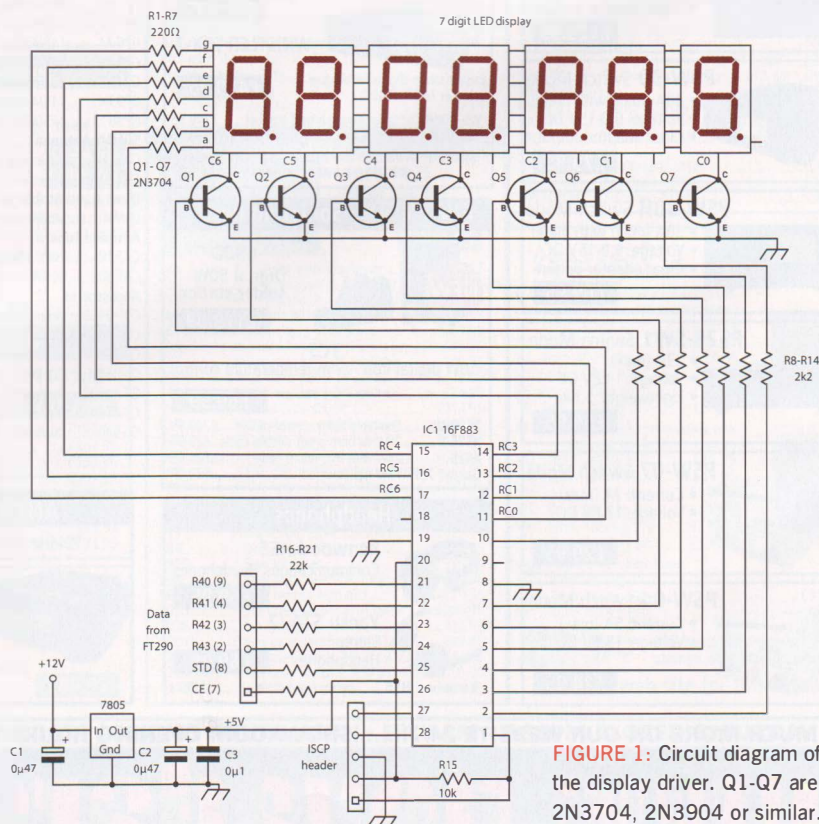 R1-R7
220Ω
7 digit LED display
g
f
e
d
c
b
a
Q1 - Q7
2N3704
C6 C5 C4 C3 C2 C1 C0
C C C C C C C
Q1 Q2 Q3 Q4 Q5 Q6 Q7
B B B B B B B
E E E E E E E
R8-R14
2k2
IC1 16F883
RC4 15 14 RC3
RC5 16 13 RC2
RC6 17 12 RC1
18 11 RC0
19 10
20 9
21 8
22 7
23 6
24 5
25 4
26 3
27 2
28 1
R16-R21
22k
Data
from
FT290
R40 (9)
R41 (4)
R42 (3)
R43 (2)
STD (8)
CE (7)
+12V
7805
In Out
Gnd
+5V
C1
0µ47
C2
0µ47
C3
0µ1
ISCP
header
R15
10k
FIGURE 1: Circuit diagram of
the display driver. Q1-Q7 are
2N3704, 2N3904 or similar.